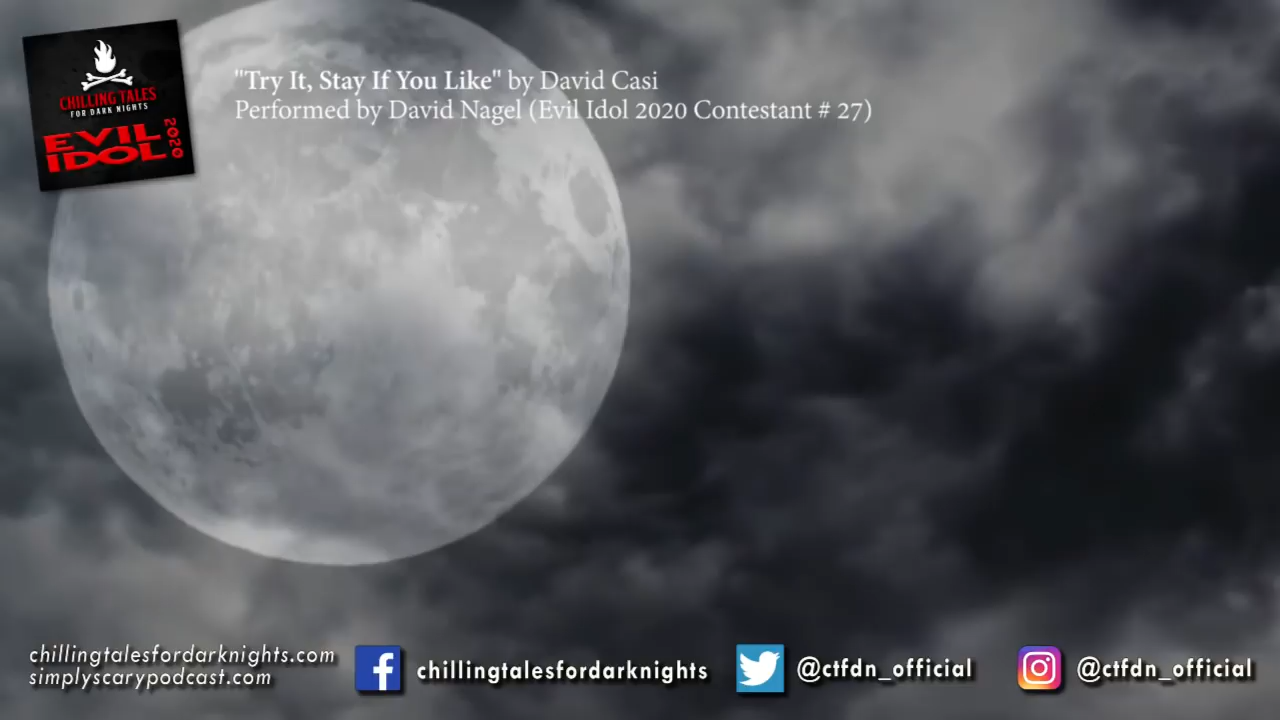 CHILLING TALES
FOR DARK NIGHTS
EVIL
IDOL
2020
"Try It, Stay If You Like" by David Casi
Performed by David Nagel (Evil Idol 2020 Contestant # 27)
chillingtalesfordarknights.com
simplyscarypodcast.com
chillingtalesfordarknights
@ctfdn_official
@ctfdn_official